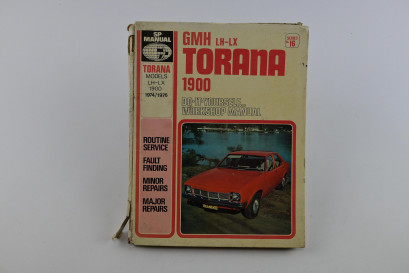 SP
MANUAL
TORANA
MODELS
LH-LX
1900
1974/1976
ROUTINE
SERVICE
FAULT
FINDING
MINOR
REPAIRS
MAJOR
REPAIRS
GMH LH-LX
TORANA
1900
DO-IT-YOURSELF
WORKSHOP MANUAL